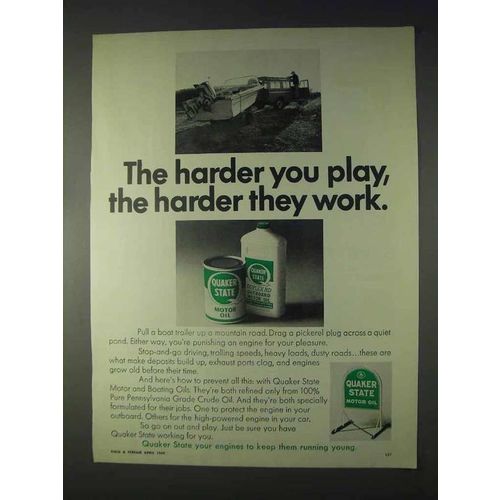 The harder you play,
the harder they work.
QUAKER
STATE
MOTOR
OIL
QUAKER
STATE
OUTBOARD
MOTOR OIL
Pull a boat trailer up a mountain road. Drag a pickerel plug across a quiet
pond. Either way, you're punishing an engine for your pleasure.
Stop-and-go driving, trolling speeds, heavy loads, dusty roads...these are
what make deposits build up, exhaust ports clog, and engines
grow old before their time.
And here's how to prevent all this: with Quaker State
Motor and Boating Oils. They're both refined only from 100%
Pure Pennsylvania Grade Crude Oil. And they're both specially
formulated for their jobs. One to protect the engine in your
outboard. Others for the high-powered engine in your car.
So go on out and play. Just be sure you have
Quaker State working for you.
Quaker State your engines to keep them running young.
QUAKER
STATE
MOTOR OIL
FIELD & STREAM APRIL